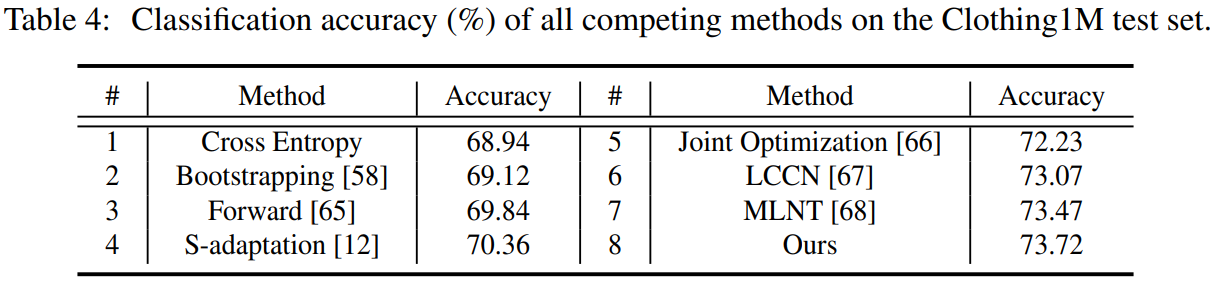 Table 4: Classification accuracy (%) of all competing methods on the Clothing1M test set.
# Method Accuracy # Method Accuracy
1 Cross Entropy 68.94 5 Joint Optimization [66] 72.23
2 Bootstrapping [58] 69.12 6 LCCN [67] 73.07
3 Forward [65] 69.84 7 MLNT [68] 73.47
4 S-adaptation [12] 70.36 8 Ours 73.72